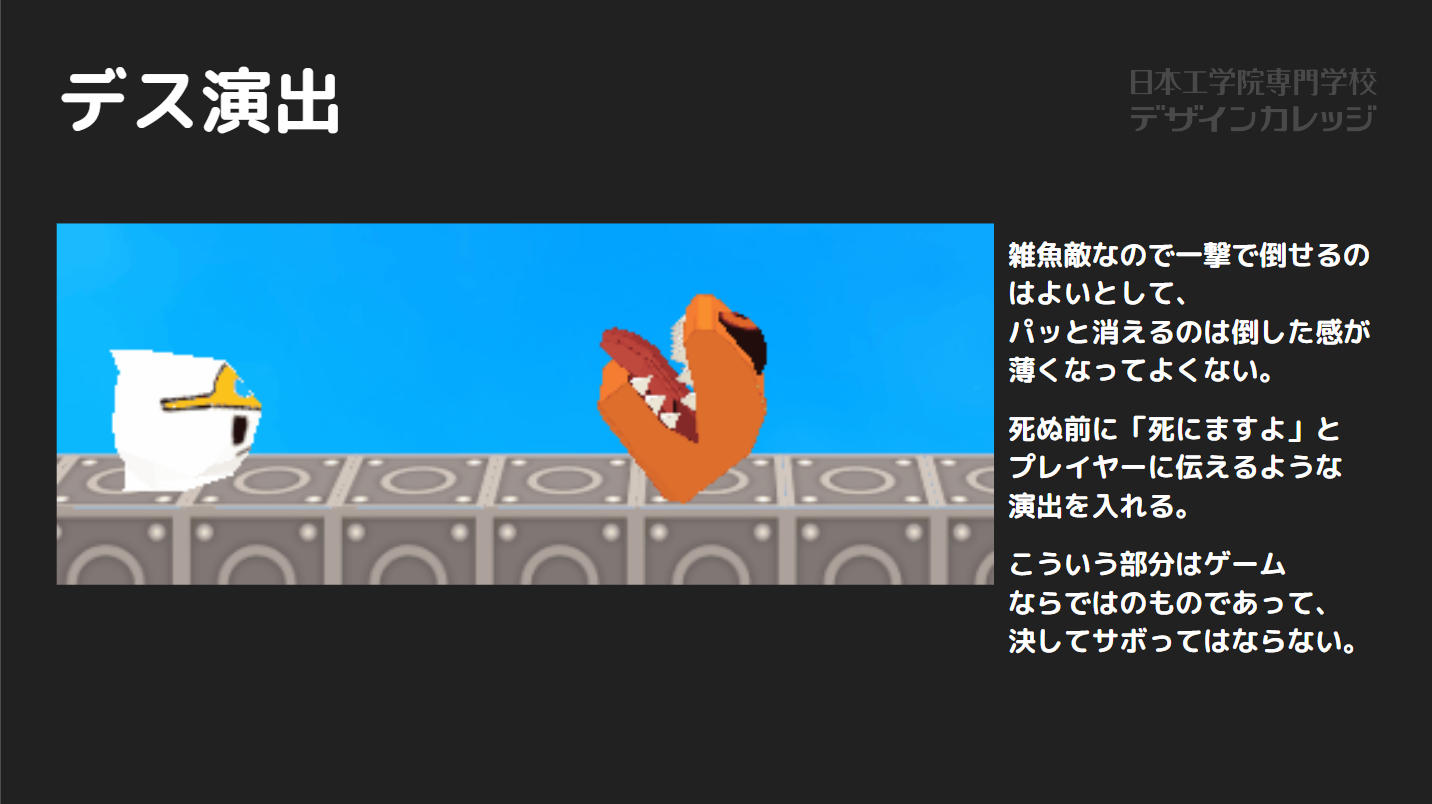 デス演出
日本工学院専門学校
デザインカレッジ
雑魚敵なので一撃で倒せるの
はよいとして、
パッと消えるのは倒した感が
薄くなってよくない。
死ぬ前に「死にますよ」と
プレイヤーに伝えるような
演出を入れる。
こういう部分はゲーム
ならではのものであって、
決してサボってはならない。